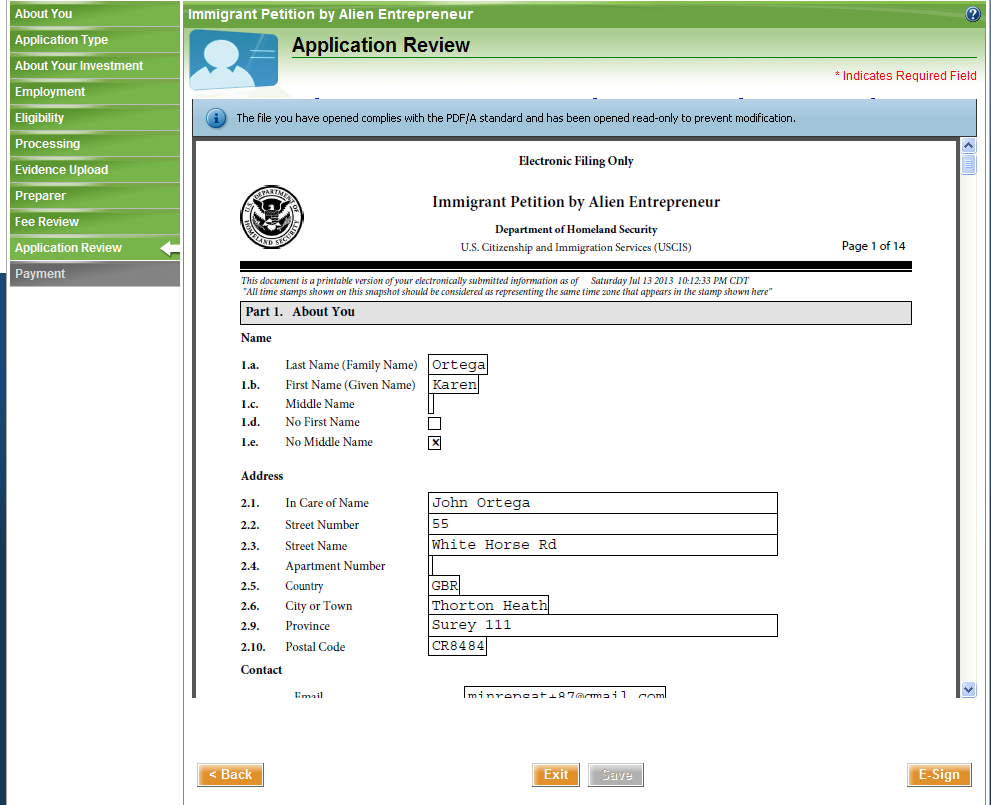 About You
Application Type
About Your Investment
Employment
Eligibility
Processing
Evidence Upload
Preparer
Fee Review
Application Review
Payment
Immigrant Petition by Alien Entrepreneur
?
Application Review
* Indicates Required Field
i The file you have opened complies with the PDF/A standard and has been opened read-only to prevent modification.
Electronic Filing Only
U.S. DEPARTMENT OF HOMELAND SECURITY
Immigrant Petition by Alien Entrepreneur
Department of Homeland Security
U.S. Citizenship and Immigration Services (USCIS)
Page 1 of 14
This document is a printable version of your electronically submitted information as of Saturday Jul 13 2013 10:12:33 PM CDT
"All time stamps shown on this snapshot should be considered as representing the same time zone that appears in the stamp shown here"
Part 1. About You
Name
1.a. Last Name (Family Name) Ortega
1.b. First Name (Given Name) Karen
1.c. Middle Name
1.d. No First Name
1.e. No Middle Name X
Address
2.1. In Care of Name John Ortega
2.2. Street Number 55
2.3. Street Name White Horse Rd
2.4. Apartment Number
2.5. Country GBR
2.6. City or Town Thorton Heath
2.9. Province Surey 111
2.10. Postal Code CR8484
Contact
Email minrepsat+87@gmail.com
< Back
Exit
Save
E-Sign